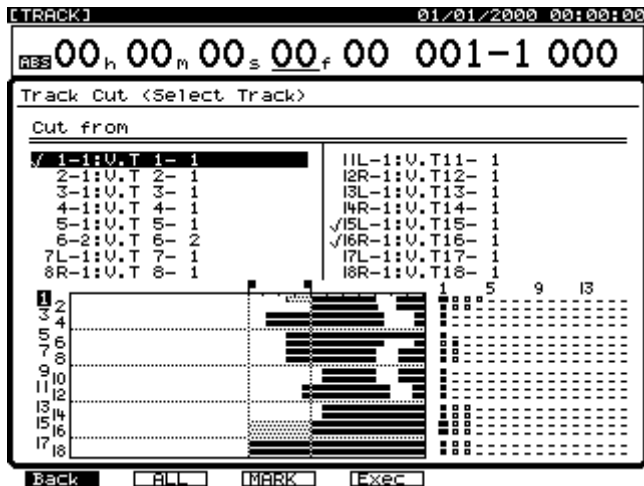 [TRACK] 01/01/2000 00:00:00
ABS 00h 00m 00s 00f 00 001-1 000
Track Cut <Select Track>
Cut from
√ 1-1:V.T 1- 1
2-1:V.T 2- 1
3-1:V.T 3- 1
4-1:V.T 4- 1
5-1:V.T 5- 1
6-2:V.T 6- 2
7L-1:V.T 7- 1
8R-1:V.T 8- 1
11L-1:V.T11- 1
12R-1:V.T12- 1
13L-1:V.T13- 1
14R-1:V.T14- 1
√15L-1:V.T15- 1
√16R-1:V.T16- 1
17L-1:V.T17- 1
18R-1:V.T18- 1
1 5 9 13
1
2
3
4
5
6
7
8
9
10
11
12
13
14
15
16
17
18
Back ALL MARK Exec